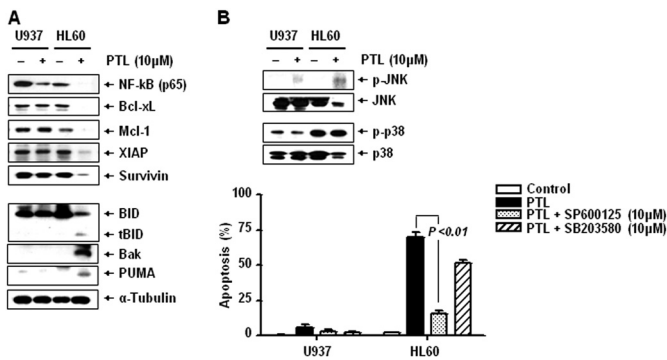 A
U937 HL60
– + – + PTL (10µM)
NF-kB (p65)
Bcl-xL
Mcl-1
XIAP
Survivin
BID
tBID
Bak
PUMA
α-Tubulin
B
U937 HL60
– + – + PTL (10µM)
p-JNK
JNK
p-p38
p38
Control
PTL
PTL + SP600125 (10µM)
PTL + SB203580 (10µM)
Apoptosis (%)
100
75
50
25
0
P <0.01
U937 HL60